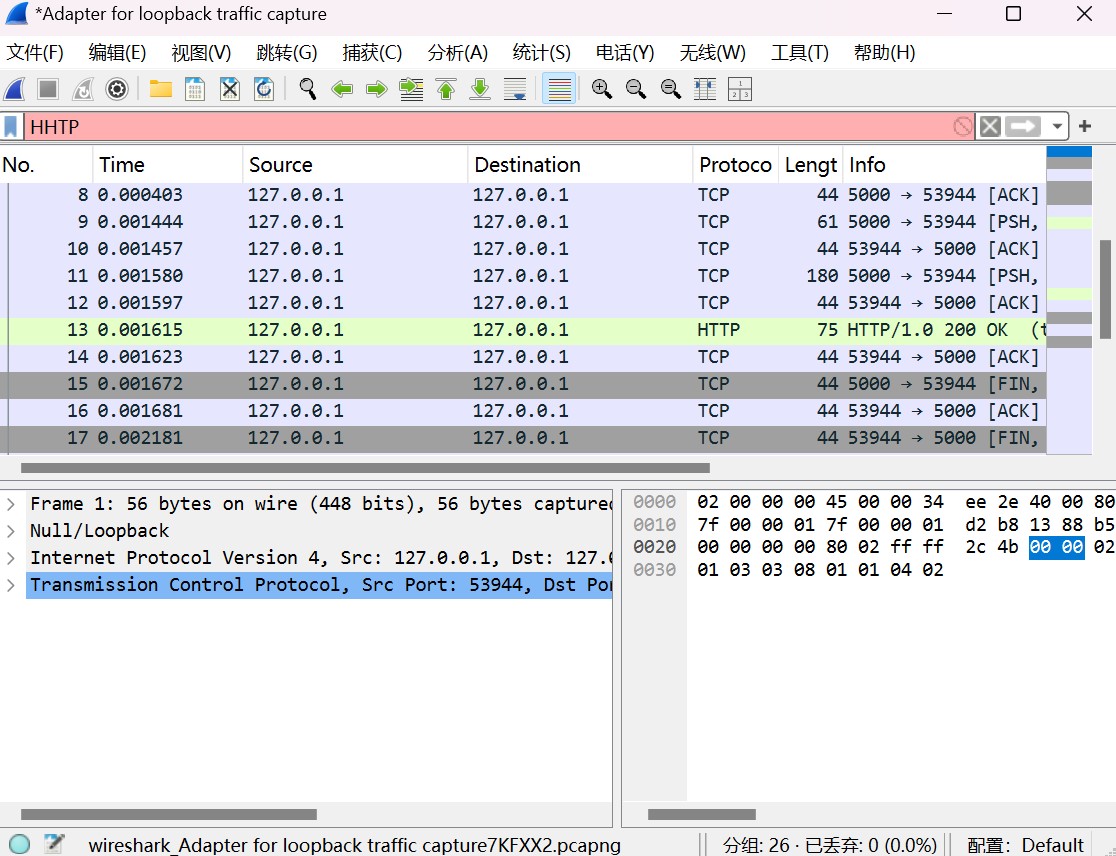 *Adapter for loopback traffic capture
文件(F) 编辑(E) 视图(V) 跳转(G) 捕获(C) 分析(A) 统计(S) 电话(Y) 无线(W) 工具(T) 帮助(H)
HHTP
No. Time Source Destination Protoco Lengt Info
8 0.000403 127.0.0.1 127.0.0.1 TCP 44 5000 → 53944 [ACK]
9 0.001444 127.0.0.1 127.0.0.1 TCP 61 5000 → 53944 [PSH,
10 0.001457 127.0.0.1 127.0.0.1 TCP 44 53944 → 5000 [ACK]
11 0.001580 127.0.0.1 127.0.0.1 TCP 180 5000 → 53944 [PSH,
12 0.001597 127.0.0.1 127.0.0.1 TCP 44 53944 → 5000 [ACK]
13 0.001615 127.0.0.1 127.0.0.1 HTTP 75 HTTP/1.0 200 OK (t
14 0.001623 127.0.0.1 127.0.0.1 TCP 44 53944 → 5000 [ACK]
15 0.001672 127.0.0.1 127.0.0.1 TCP 44 5000 → 53944 [FIN,
16 0.001681 127.0.0.1 127.0.0.1 TCP 44 53944 → 5000 [ACK]
17 0.002181 127.0.0.1 127.0.0.1 TCP 44 53944 → 5000 [FIN,
Frame 1: 56 bytes on wire (448 bits), 56 bytes captured
Null/Loopback
Internet Protocol Version 4, Src: 127.0.0.1, Dst: 127.0
Transmission Control Protocol, Src Port: 53944, Dst Por
0000 02 00 00 00 45 00 00 34 ee 2e 40 00 80
0010 7f 00 00 01 7f 00 00 01 d2 b8 13 88 b5
0020 00 00 00 00 80 02 ff ff 2c 4b 00 00 02
0030 01 03 03 08 01 01 04 02
wireshark_Adapter for loopback traffic capture7KFXX2.pcapng 分组: 26 · 已丢弃: 0 (0.0%) 配置: Default